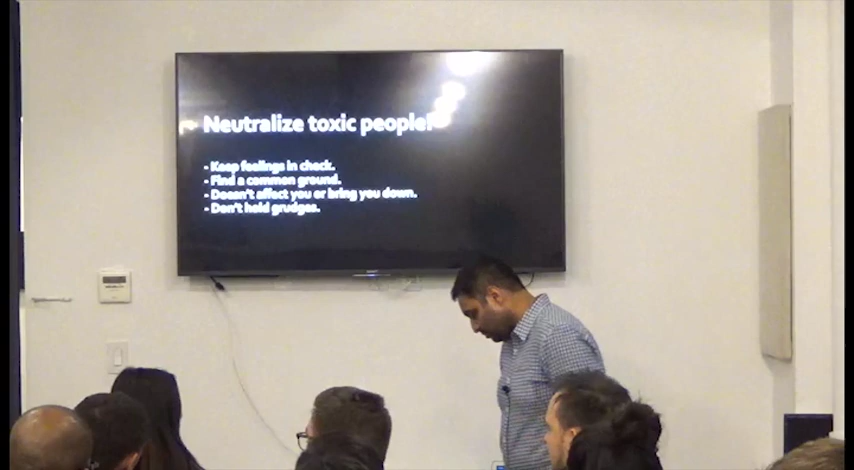 Neutralize toxic people!
- Keep feelings in check.
- Find a common ground.
- Doesn't affect you or bring you down.
- Don't hold grudges.